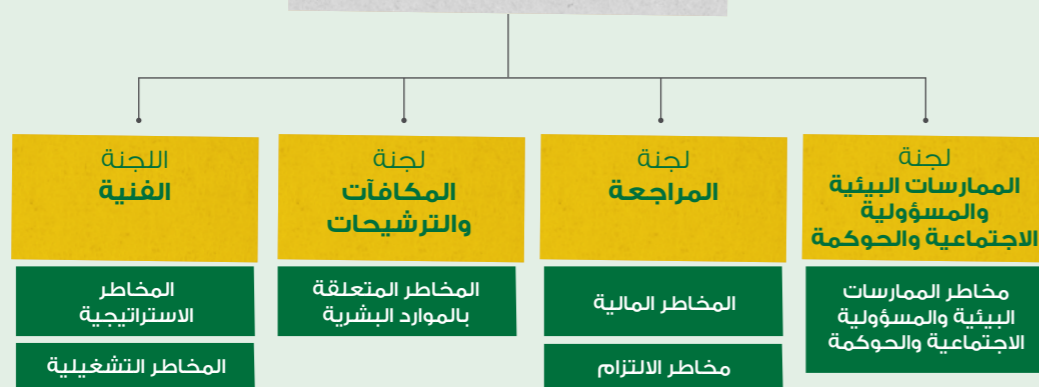 لجنة
الممارسات البيئية
والمسؤولية
الاجتماعية والحوكمة
مخاطر الممارسات
البيئية والمسؤولية
الاجتماعية والحوكمة
لجنة
المراجعة
المخاطر المالية
مخاطر الالتزام
لجنة
المكافآت
والترشيحات
المخاطر المتعلقة
بالموارد البشرية
اللجنة
الفنية
المخاطر
الاستراتيجية
المخاطر التشغيلية